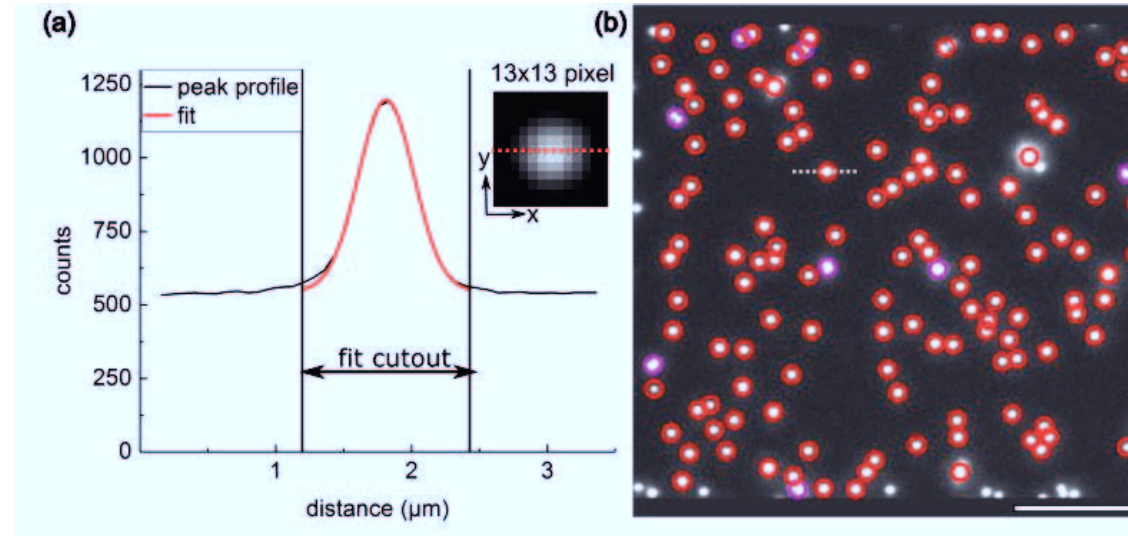 (a)
1250
1000
750
500
250
0
counts
peak profile
fit
13x13 pixel
y
x
fit cutout
1
2
3
distance (µm)
(b)